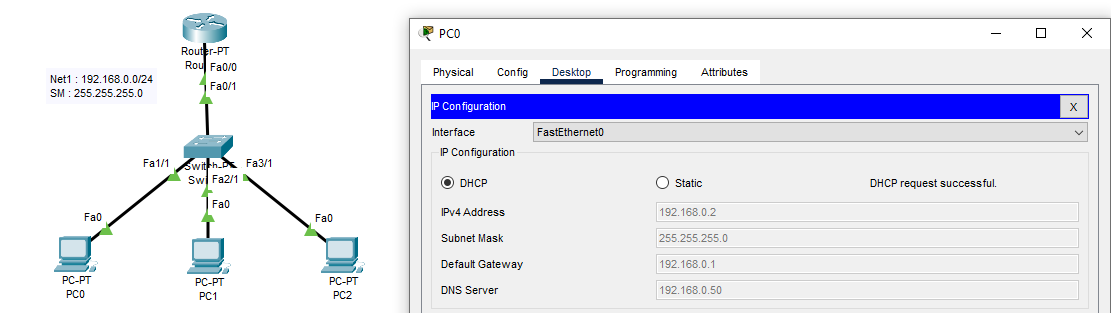 Router-PT
Rou
Fa0/0
Net1 : 192.168.0.0/24
SM : 255.255.255.0
Fa0/1
Fa1/1
Switch-PT
Swi
Fa3/1
Fa2/1
Fa0
Fa0
Fa0
PC-PT
PC0
PC-PT
PC1
PC-PT
PC2
PC0
Physical Config Desktop Programming Attributes
IP Configuration X
Interface FastEthernet0
IP Configuration
DHCP Static DHCP request successful.
IPv4 Address 192.168.0.2
Subnet Mask 255.255.255.0
Default Gateway 192.168.0.1
DNS Server 192.168.0.50